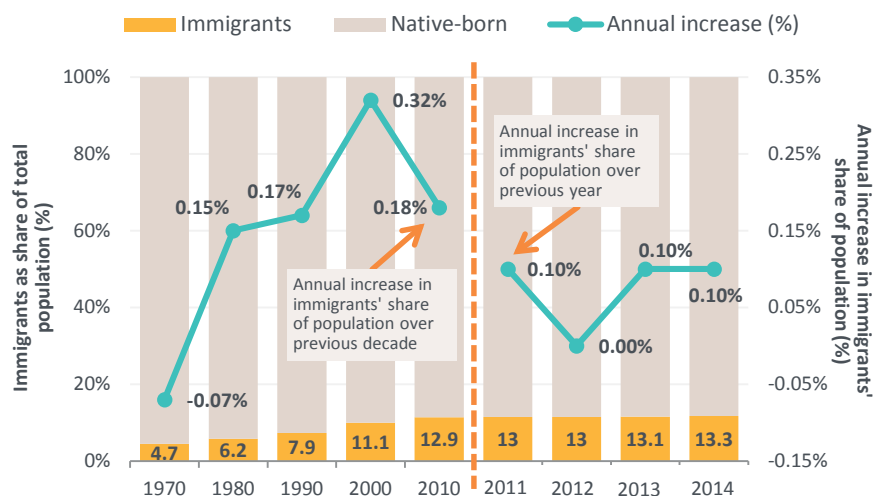 Immigrants Native-born Annual increase (%)
Immigrants as share of total
population (%)
100%
80%
60%
40%
20%
0%
0.35%
0.25%
0.15%
0.05%
-0.05%
-0.15%
Annual increase in immigrants'
share of population (%)
-0.07%
0.15%
0.17%
0.32%
0.18%
Annual increase in
immigrants' share
of population over
previous decade
Annual increase in
immigrants' share
of population over
previous year
0.10%
0.00%
0.10%
0.10%
4.7 6.2 7.9 11.1 12.9 13 13 13.1 13.3
1970 1980 1990 2000 2010 2011 2012 2013 2014